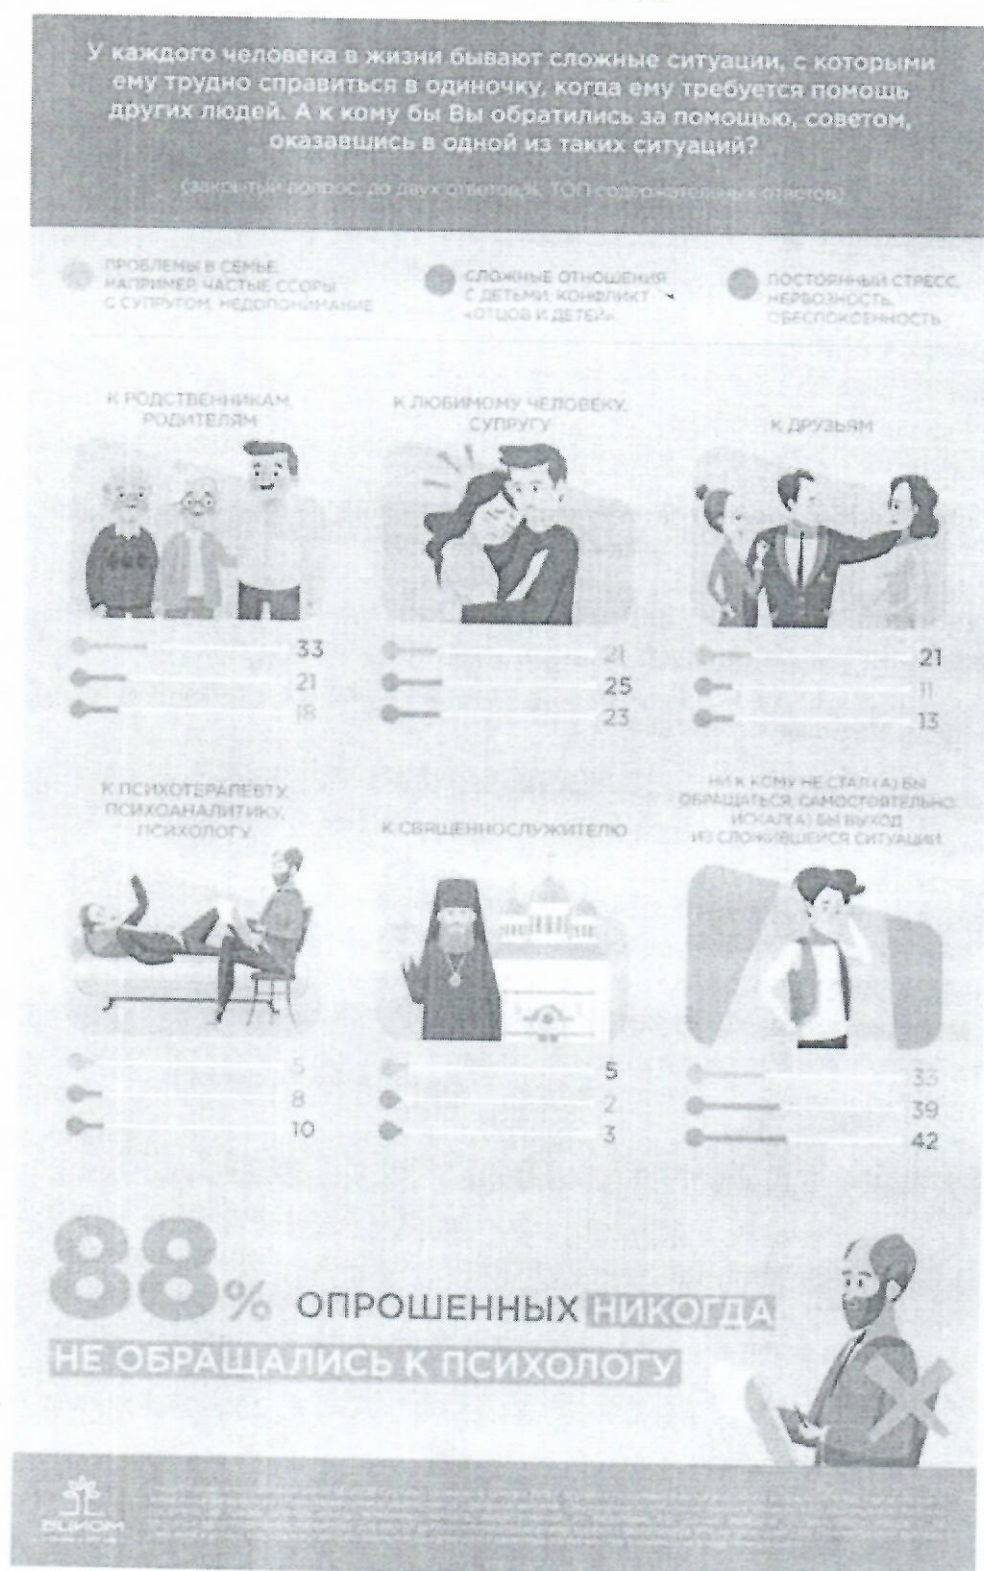 У каждого человека в жизни бывают сложные ситуации, с которыми
ему трудно справиться в одиночку, когда ему требуется помощь
других людей. А к кому бы Вы обратились за помощью, советом,
оказавшись в одной из таких ситуаций?
(закрытый вопрос, до двух ответов,%, ТОП содержательных ответов)
ПРОБЛЕМЫ В СЕМЬЕ,
НАПРИМЕР, ЧАСТЫЕ ССОРЫ
С СУПРУГОМ, НЕДОПОНИМАНИЕ
СЛОЖНЫЕ ОТНОШЕНИЯ
С ДЕТЬМИ, КОНФЛИКТ
«ОТЦОВ И ДЕТЕЙ»
ПОСТОЯННЫЙ СТРЕСС,
НЕРВОЗНОСТЬ,
ОБЕСПОКОЕННОСТЬ
К РОДСТВЕННИКАМ,
РОДИТЕЛЯМ
33
21
18
К ЛЮБИМОМУ ЧЕЛОВЕКУ,
СУПРУГУ
21
25
23
К ДРУЗЬЯМ
21
11
13
К ПСИХОТЕРАПЕВТУ,
ПСИХОАНАЛИТИКУ,
ПСИХОЛОГУ
5
8
10
К СВЯЩЕННОСЛУЖИТЕЛЮ
5
2
3
НИ К КОМУ НЕ СТАЛ(А) БЫ
ОБРАЩАТЬСЯ, САМОСТОЯТЕЛЬНО
ИСКАЛ(А) БЫ ВЫХОД
ИЗ СЛОЖИВШЕЙСЯ СИТУАЦИИ
33
39
42
88% ОПРОШЕННЫХ НИКОГДА
НЕ ОБРАЩАЛИСЬ К ПСИХОЛОГУ
ВЦИОМ